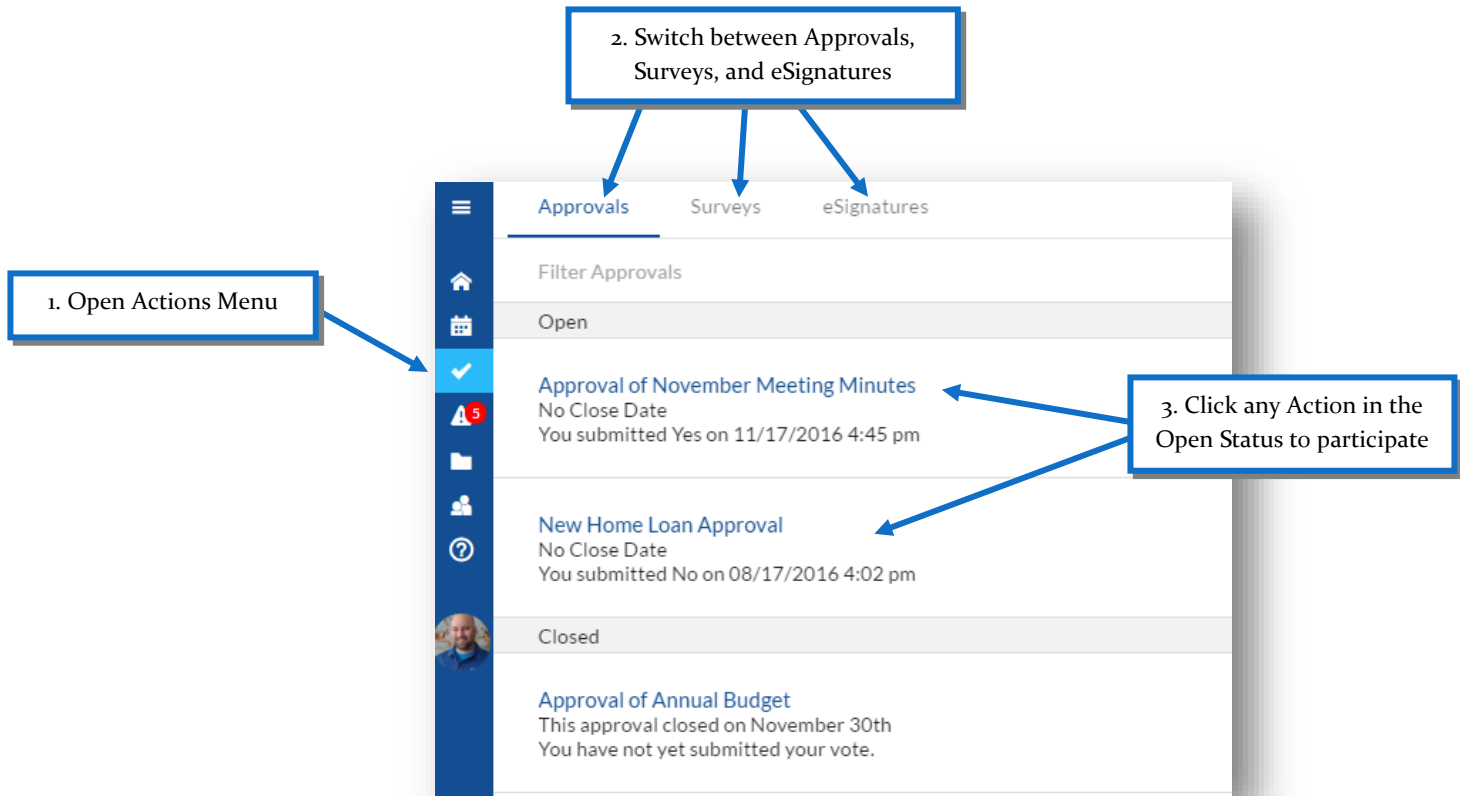 2. Switch between Approvals,
Surveys, and eSignatures
Approvals Surveys eSignatures
Filter Approvals
1. Open Actions Menu
Open
Approval of November Meeting Minutes
No Close Date
You submitted Yes on 11/17/2016 4:45 pm
5
3. Click any Action in the
Open Status to participate
New Home Loan Approval
No Close Date
You submitted No on 08/17/2016 4:02 pm
Closed
Approval of Annual Budget
This approval closed on November 30th
You have not yet submitted your vote.